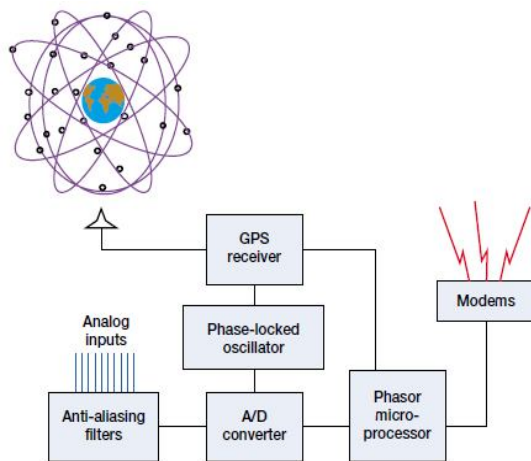 GPS
receiver
Modems
Analog
inputs
Phase-locked
oscillator
Anti-aliasing
filters
A/D
converter
Phasor
micro-
processor